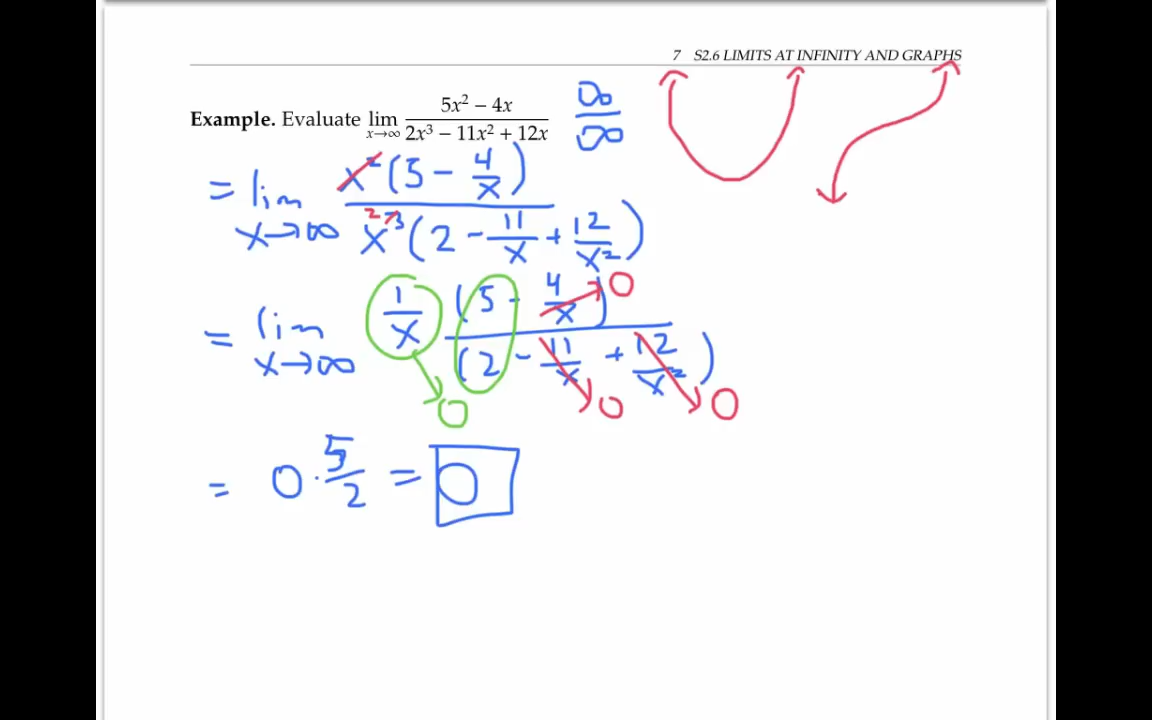 7 S2.6 LIMITS AT INFINITY AND GRAPHS
Example. Evaluate lim x→∞ (5x² − 4x)/(2x³ − 11x² + 12x) ∞/∞
= lim x→∞ x²(5 − 4/x) / x³(2 − 11/x + 12/x²)
= lim x→∞ 1/x (5 − 4/x) / (2 − 11/x + 12/x²) 0 0 0 0
= 0 · 5/2 = 0